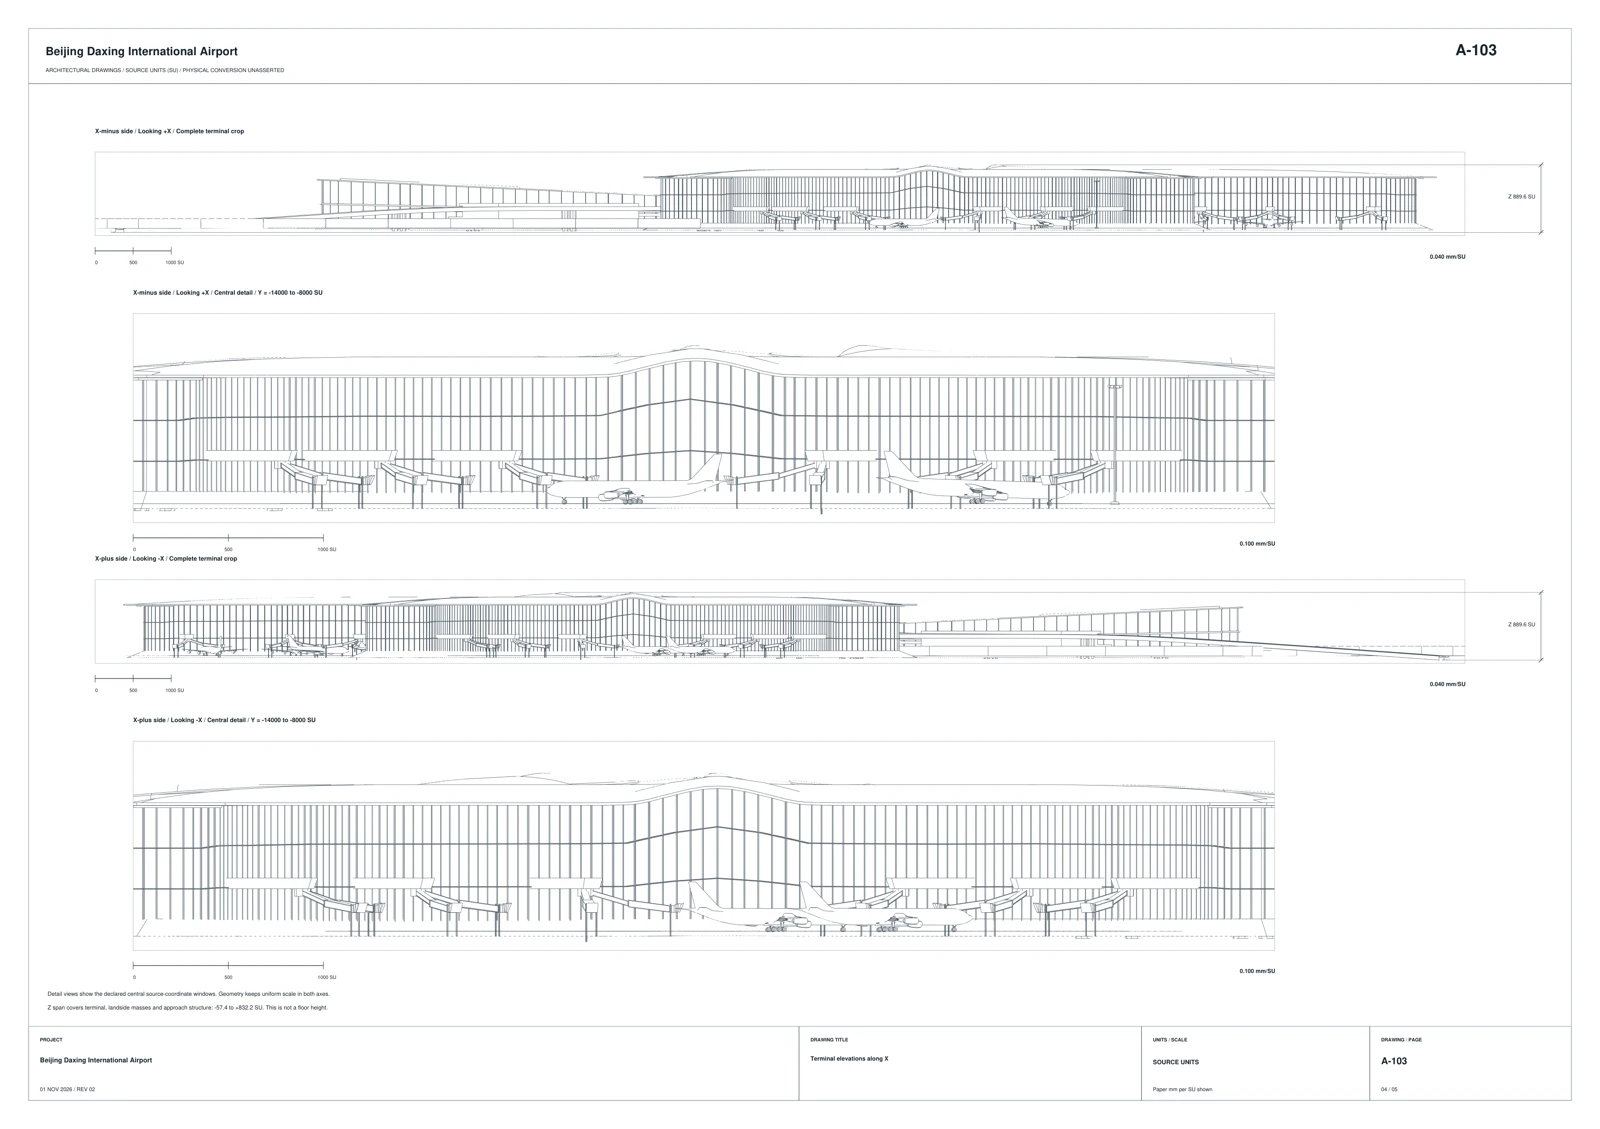 Beijing Daxing International Airport
A-103
ARCHITECTURAL DRAWINGS / SOURCE UNITS (SU) / PHYSICAL CONVERSION UNASSERTED
X-minus side / Looking +X / Complete terminal crop
Z 889.6 SU
0 500 1000 SU
0.040 mm/SU
X-minus side / Looking +X / Central detail / Y = -14000 to -8000 SU
0 500 1000 SU
0.100 mm/SU
X-plus side / Looking -X / Complete terminal crop
Z 889.6 SU
0 500 1000 SU
0.040 mm/SU
X-plus side / Looking -X / Central detail / Y = -14000 to -8000 SU
0 500 1000 SU
0.100 mm/SU
Detail views show the declared central source-coordinate windows. Geometry keeps uniform scale in both axes.
Z span covers terminal, landside masses and approach structure: -57.4 to +832.2 SU. This is not a floor height.
PROJECT
Beijing Daxing International Airport
01 NOV 2026 / REV 02
DRAWING TITLE
Terminal elevations along X
UNITS / SCALE
SOURCE UNITS
Paper mm per SU shown
DRAWING / PAGE
A-103
04 / 05